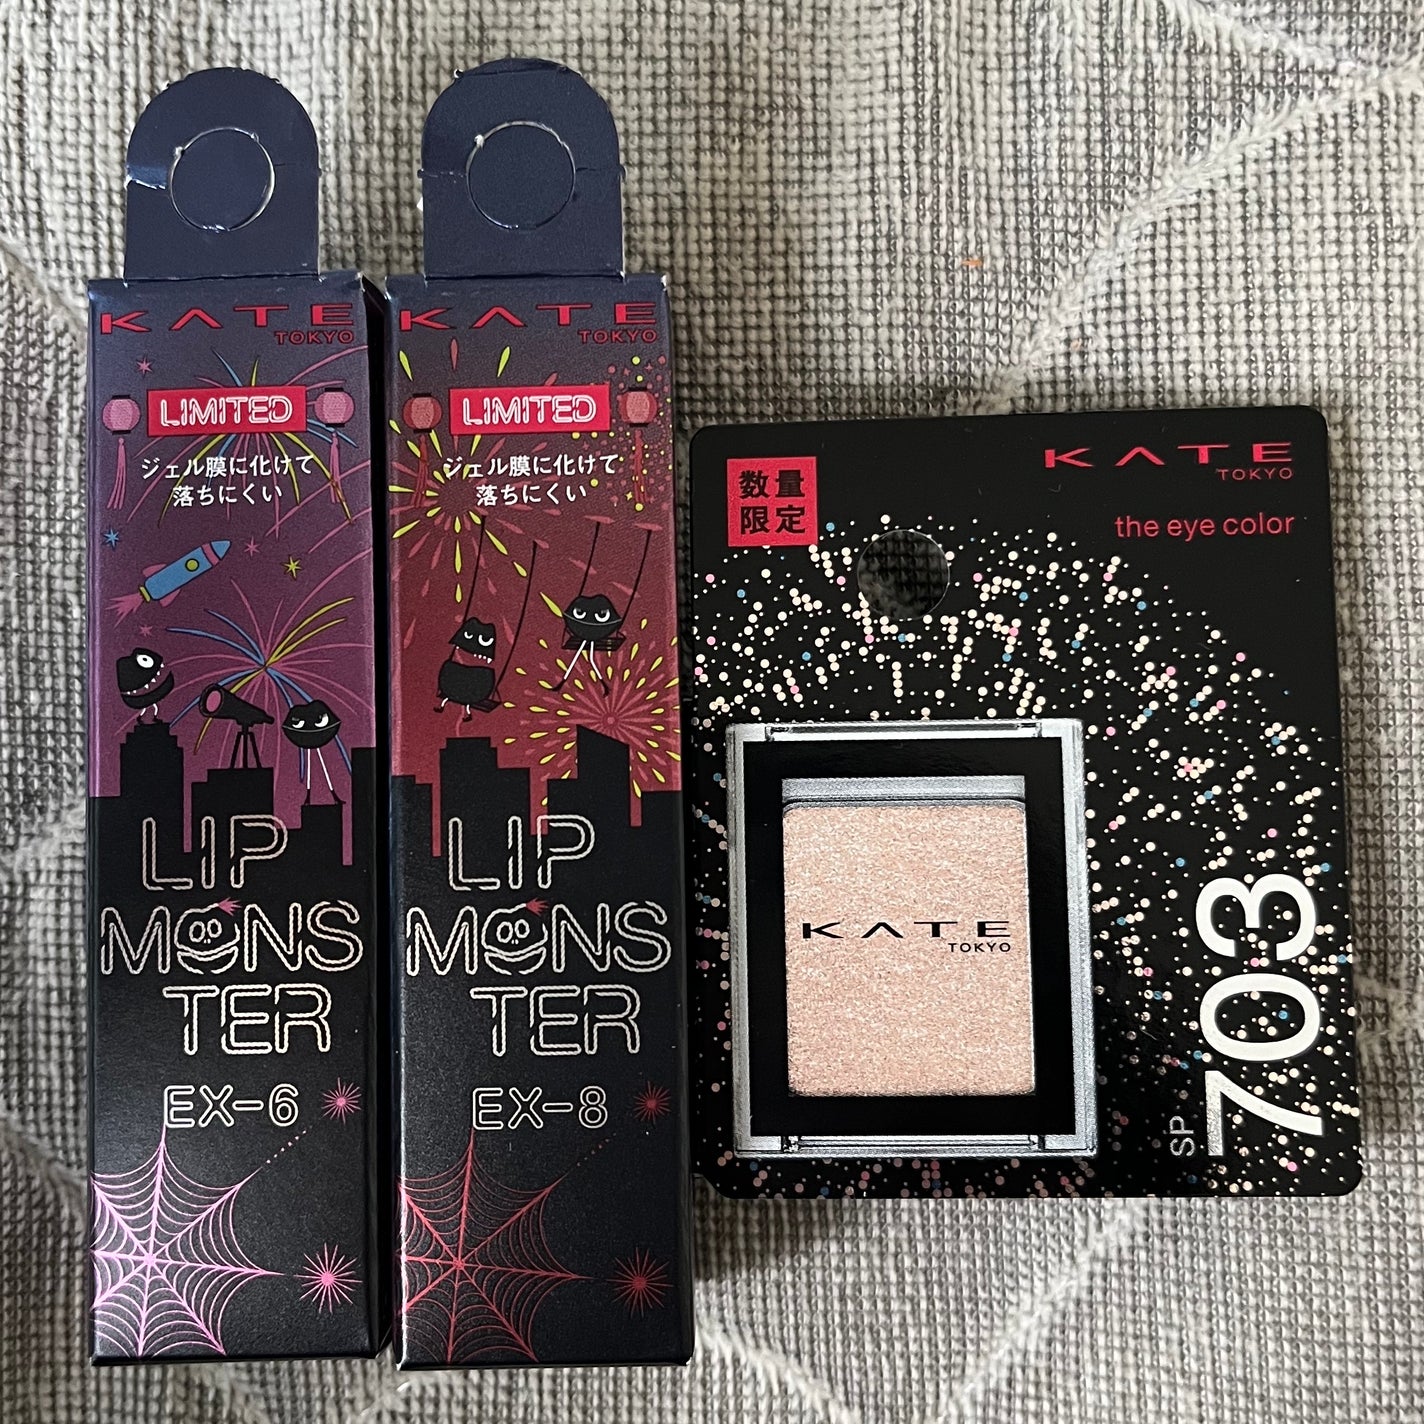 KATE
TOKYO
LIMITED
ジェル膜に化けて
落ちにくい
LIP
MONS
TER
EX-6
KATE
TOKYO
LIMITED
ジェル膜に化けて
落ちにくい
LIP
MONS
TER
EX-8
数量
限定
KATE
TOKYO
the eye color
KATE
TOKYO
SP
703